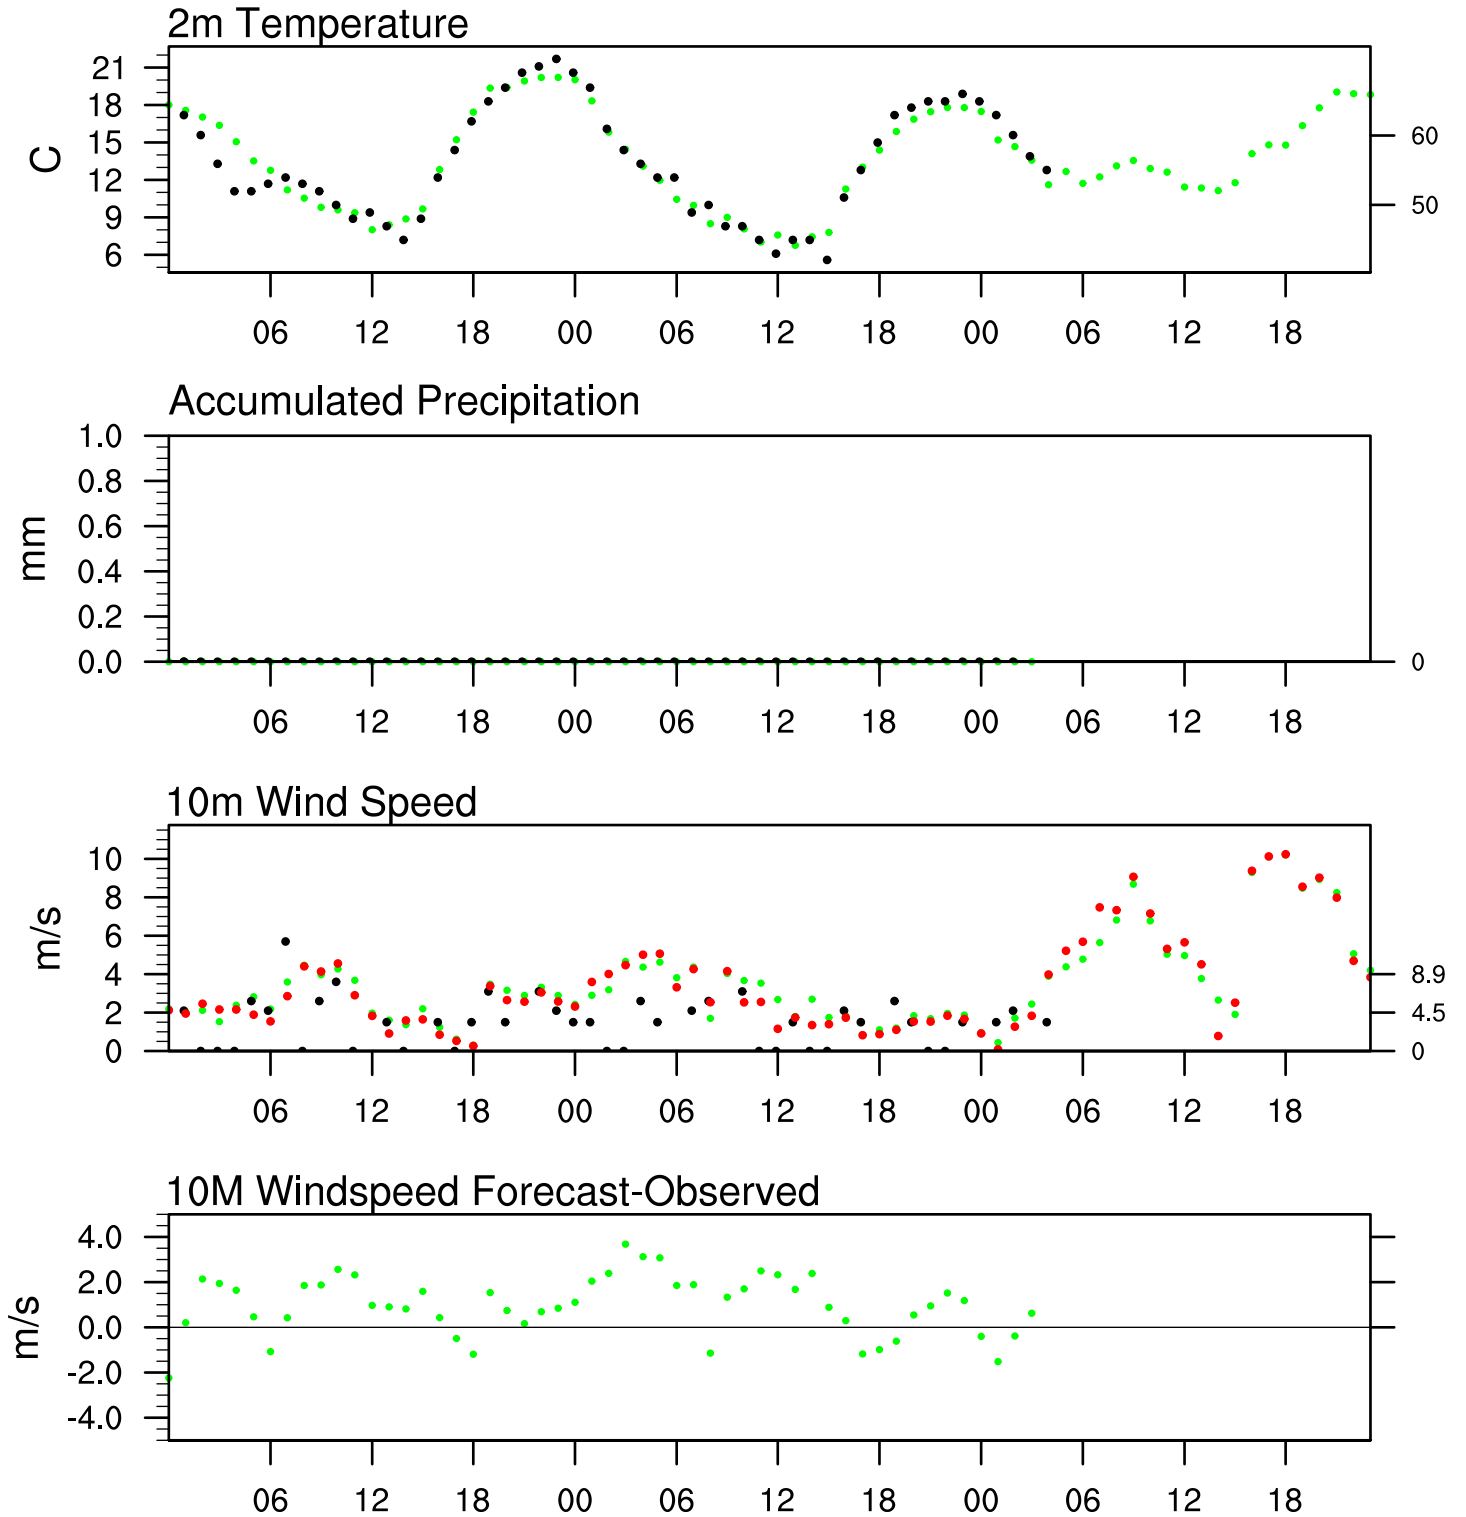 2m Temperature
21
18
15
12
9
6
C
60
50
06 12 18 00 06 12 18 00 06 12 18
Accumulated Precipitation
1.0
0.8
0.6
0.4
0.2
0.0
mm
0
06 12 18 00 06 12 18 00 06 12 18
10m Wind Speed
10
8
6
4
2
0
m/s
8.9
4.5
0
06 12 18 00 06 12 18 00 06 12 18
10M Windspeed Forecast-Observed
4.0
2.0
0.0
-2.0
-4.0
m/s
06 12 18 00 06 12 18 00 06 12 18